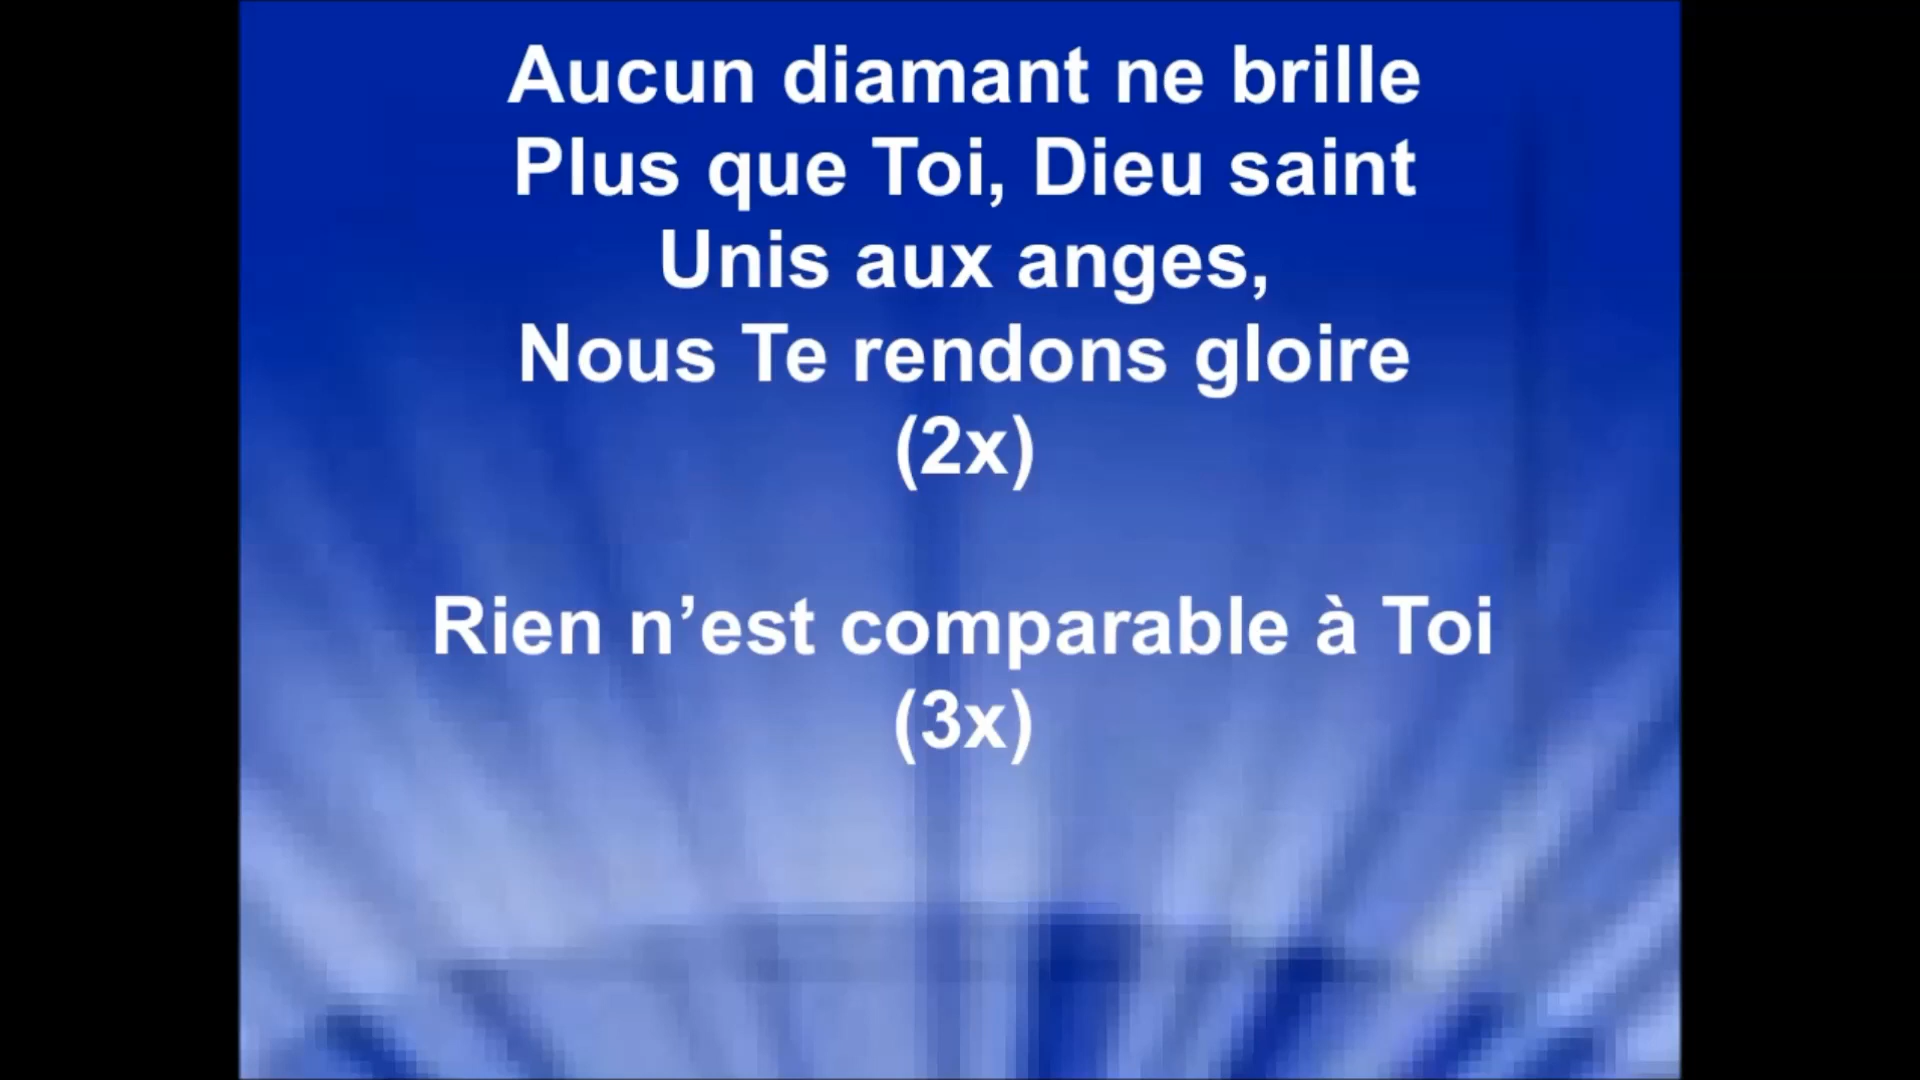 Aucun diamant ne brille
Plus que Toi, Dieu saint
Unis aux anges,
Nous Te rendons gloire
(2x)
Rien n’est comparable à Toi
(3x)